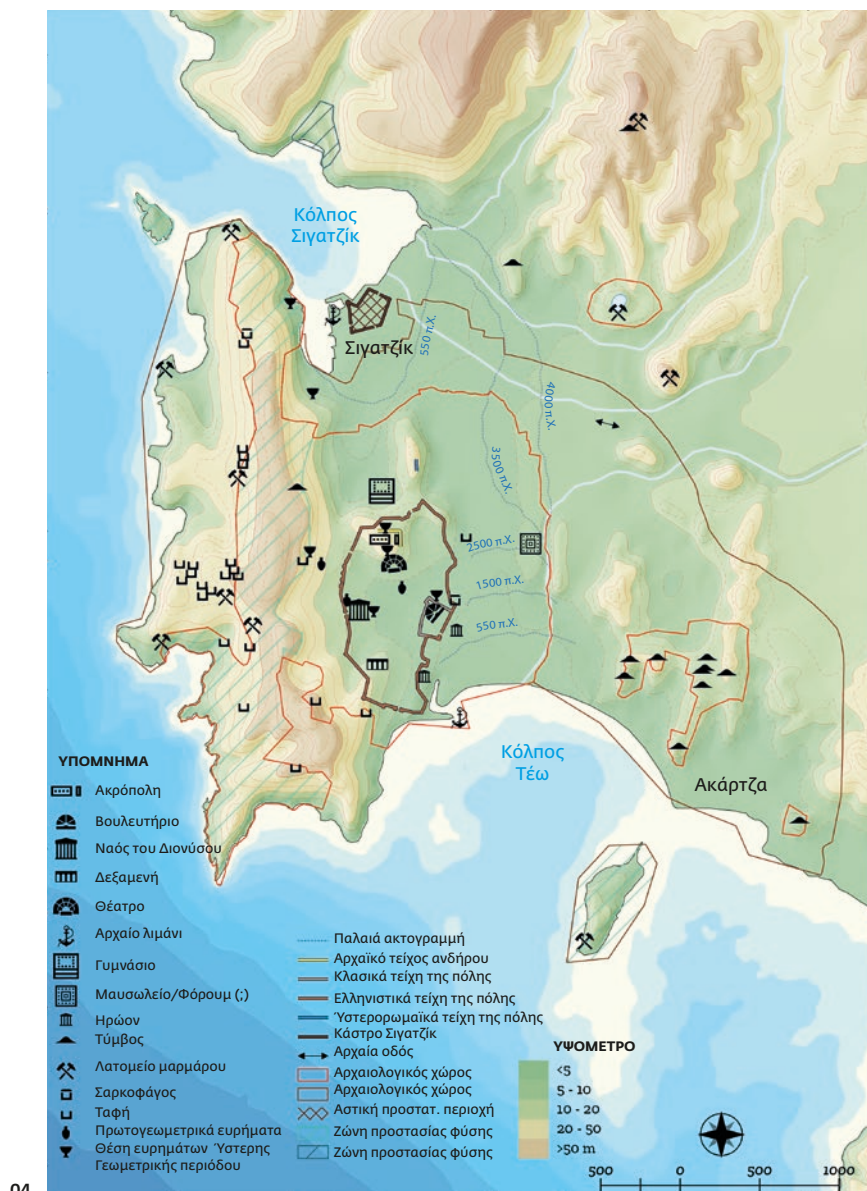 Κόλπος
Σιγατζίκ
Σιγατζίκ
550 π.Χ.
4000 π.Χ.
3500 π.Χ.
2500 π.Χ.
1500 π.Χ.
550 π.Χ.
Κόλπος
Τέω
Ακάρτζα
ΥΠΟΜΝΗΜΑ
Ακρόπολη
Βουλευτήριο
Ναός του Διονύσου
Δεξαμενή
Θέατρο
Αρχαίο λιμάνι
Γυμνάσιο
Μαυσωλείο/Φόρουμ (;)
Ηρώον
Τύμβος
Λατομείο μαρμάρου
Σαρκοφάγος
Ταφή
Πρωτογεωμετρικά ευρήματα
Θέση ευρημάτων Ύστερης
Γεωμετρικής περιόδου
Παλαιά ακτογραμμή
Αρχαϊκό τείχος ανδήρου
Κλασικά τείχη της πόλης
Ελληνιστικά τείχη της πόλης
Ύστερορωμαϊκά τείχη της πόλης
Κάστρο Σιγατζίκ
Αρχαία οδός
Αρχαιολογικός χώρος
Αρχαιολογικός χώρος
Αστική προστατ. περιοχή
Ζώνη προστασίας φύσης
Ζώνη προστασίας φύσης
ΥΨΟΜΕΤΡΟ
<5
5 - 10
10 - 20
20 - 50
>50 m
500 0 500 1000
04